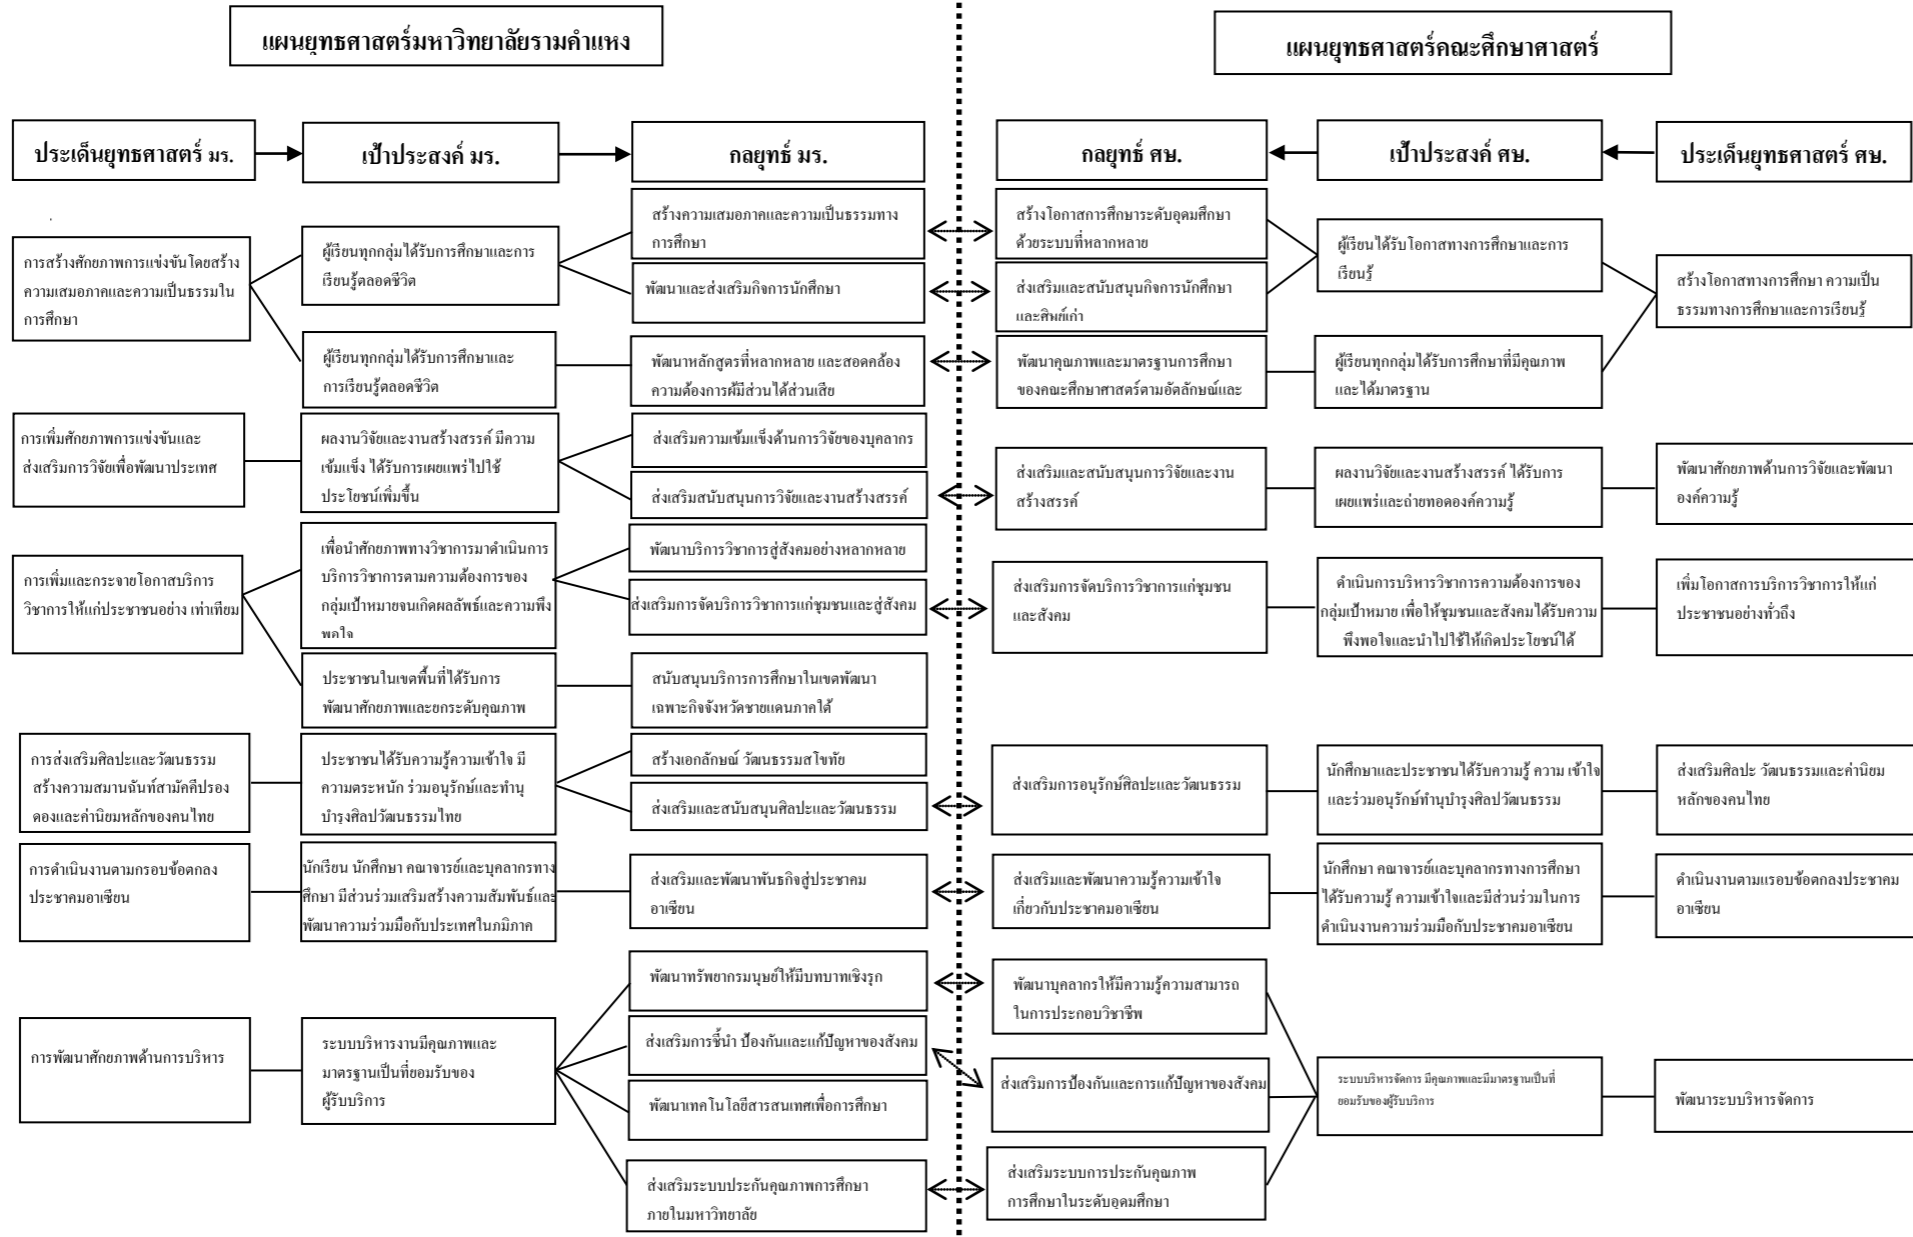 แผนยุทธศาสตร์มหาวิทยาลัยรามคำแหง
แผนยุทธศาสตร์คณะศึกษาศาสตร์
ประเด็นยุทธศาสตร์ มร.
เป้าประสงค์ มร.
กลยุทธ์ มร.
กลยุทธ์ ศษ.
เป้าประสงค์ ศษ.
ประเด็นยุทธศาสตร์ ศษ.
การสร้างศักยภาพการแข่งขันโดยสร้าง
ความเสมอภาคและความเป็นธรรมใน
การศึกษา
ผู้เรียนทุกกลุ่มได้รับการศึกษาและการ
เรียนรู้ตลอดชีวิต
สร้างความเสมอภาคและความเป็นธรรมทาง
การศึกษา
พัฒนาและส่งเสริมกิจการนักศึกษา
ผู้เรียนทุกกลุ่มได้รับการศึกษาและ
การเรียนรู้ตลอดชีวิต
พัฒนาหลักสูตรที่หลากหลาย และสอดคล้อง
ความต้องการผู้มีส่วนได้ส่วนเสีย
สร้างโอกาสการศึกษาระดับอุดมศึกษา
ด้วยระบบที่หลากหลาย
ส่งเสริมและสนับสนุนกิจการนักศึกษา
และศิษย์เก่า
พัฒนาคุณภาพและมาตรฐานการศึกษา
ของคณะศึกษาศาสตร์ตามอัตลักษณ์และ
ผู้เรียนได้รับโอกาสทางการศึกษาและการ
เรียนรู้
ผู้เรียนทุกกลุ่มได้รับการศึกษาที่มีคุณภาพ
และได้มาตรฐาน
สร้างโอกาสทางการศึกษา ความเป็น
ธรรมทางการศึกษาและการเรียนรู้
การเพิ่มศักยภาพการแข่งขันและ
ส่งเสริมการวิจัยเพื่อพัฒนาประเทศ
ผลงานวิจัยและงานสร้างสรรค์ มีความ
เข้มแข็ง ได้รับการเผยแพร่ไปใช้
ประโยชน์เพิ่มขึ้น
ส่งเสริมความเข้มแข็งด้านการวิจัยของบุคลากร
ส่งเสริมสนับสนุนการวิจัยและงานสร้างสรรค์
ส่งเสริมและสนับสนุนการวิจัยและงาน
สร้างสรรค์
ผลงานวิจัยและงานสร้างสรรค์ ได้รับการ
เผยแพร่และถ่ายทอดองค์ความรู้
พัฒนาศักยภาพด้านการวิจัยและพัฒนา
องค์ความรู้
การเพิ่มและกระจายโอกาสบริการ
วิชาการให้แก่ประชาชนอย่าง เท่าเทียม
เพื่อนำศักยภาพทางวิชาการมาดำเนินการ
บริการวิชาการตามความต้องการของ
กลุ่มเป้าหมายจนเกิดผลลัพธ์และความพึง
พอใจ
พัฒนาบริการวิชาการสู่สังคมอย่างหลากหลาย
ส่งเสริมการจัดบริการวิชาการแก่ชุมชนและสู่สังคม
ประชาชนในเขตพื้นที่ได้รับการ
พัฒนาศักยภาพและยกระดับคุณภาพ
สนับสนุนบริการการศึกษาในเขตพัฒนา
เฉพาะกิจจังหวัดชายแดนภาคใต้
ส่งเสริมการจัดบริการวิชาการแก่ชุมชน
และสังคม
ดำเนินการบริหารวิชาการความต้องการของ
กลุ่มเป้าหมาย เพื่อให้ชุมชนและสังคมได้รับความ
พึงพอใจและนำไปใช้ให้เกิดประโยชน์ได้
เพิ่มโอกาสการบริการวิชาการให้แก่
ประชาชนอย่างทั่วถึง
การส่งเสริมศิลปะและวัฒนธรรม
สร้างความสมานฉันท์สามัคคีปรอง
ดองและค่านิยมหลักของคนไทย
ประชาชนได้รับความรู้ความเข้าใจ มี
ความตระหนัก ร่วมอนุรักษ์และทำนุ
บำรุงศิลปวัฒนธรรมไทย
สร้างเอกลักษณ์ วัฒนธรรมสุโขทัย
ส่งเสริมและสนับสนุนศิลปะและวัฒนธรรม
ส่งเสริมการอนุรักษ์ศิลปะและวัฒนธรรม
นักศึกษาและประชาชนได้รับความรู้ ความ เข้าใจ
และร่วมอนุรักษ์ทำนุบำรุงศิลปวัฒนธรรม
ส่งเสริมศิลปะ วัฒนธรรมและค่านิยม
หลักของคนไทย
การดำเนินงานตามกรอบข้อตกลง
ประชาคมอาเซียน
นักเรียน นักศึกษา คณาจารย์และบุคลากรทาง
ศึกษา มีส่วนร่วมเสริมสร้างความสัมพันธ์และ
พัฒนาความร่วมมือกับประเทศในภูมิภาค
ส่งเสริมและพัฒนาพันธกิจสู่ประชาคม
อาเซียน
ส่งเสริมและพัฒนาความรู้ความเข้าใจ
เกี่ยวกับประชาคมอาเซียน
นักศึกษา คณาจารย์และบุคลากรทางการศึกษา
ได้รับความรู้ ความเข้าใจและมีส่วนร่วมในการ
ดำเนินงานความร่วมมือกับประชาคมอาเซียน
ดำเนินงานตามแรอบข้อตกลงประชาคม
อาเซียน
การพัฒนาศักยภาพด้านการบริหาร
ระบบบริหารงานมีคุณภาพและ
มาตรฐานเป็นที่ยอมรับของ
ผู้รับบริการ
พัฒนาทรัพยากรมนุษย์ให้มีบทบาทเชิงรุก
ส่งเสริมการชี้นำ ป้องกันและแก้ปัญหาของสังคม
พัฒนาเทคโนโลยีสารสนเทศเพื่อการศึกษา
ส่งเสริมระบบประกันคุณภาพการศึกษา
ภายในมหาวิทยาลัย
พัฒนาบุคลากรให้มีความรู้ความสามารถ
ในการประกอบวิชาชีพ
ส่งเสริมการป้องกันและการแก้ปัญหาของสังคม
ส่งเสริมระบบการประกันคุณภาพ
การศึกษาในระดับอุดมศึกษา
ระบบบริหารจัดการ มีคุณภาพและมีมาตรฐานเป็นที่
ยอมรับของผู้รับบริการ
พัฒนาระบบบริหารจัดการ